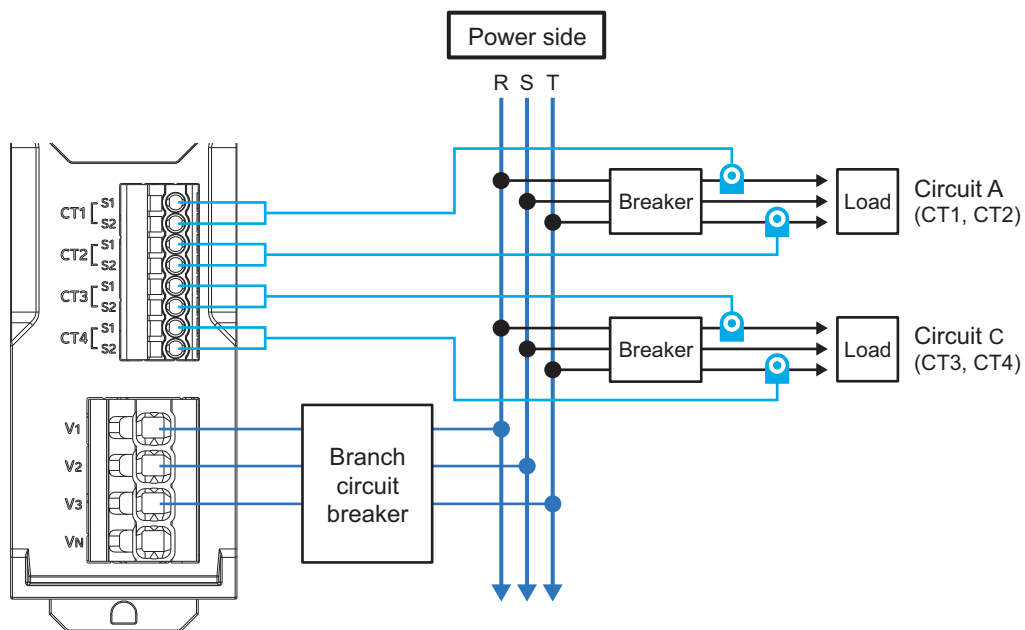 Power side
R S T
CT1 S1
S2
CT2 S1
S2
CT3 S1
S2
CT4 S1
S2
Breaker
Load
Circuit A
(CT1, CT2)
Breaker
Load
Circuit C
(CT3, CT4)
V1
V2
V3
VN
Branch
circuit
breaker